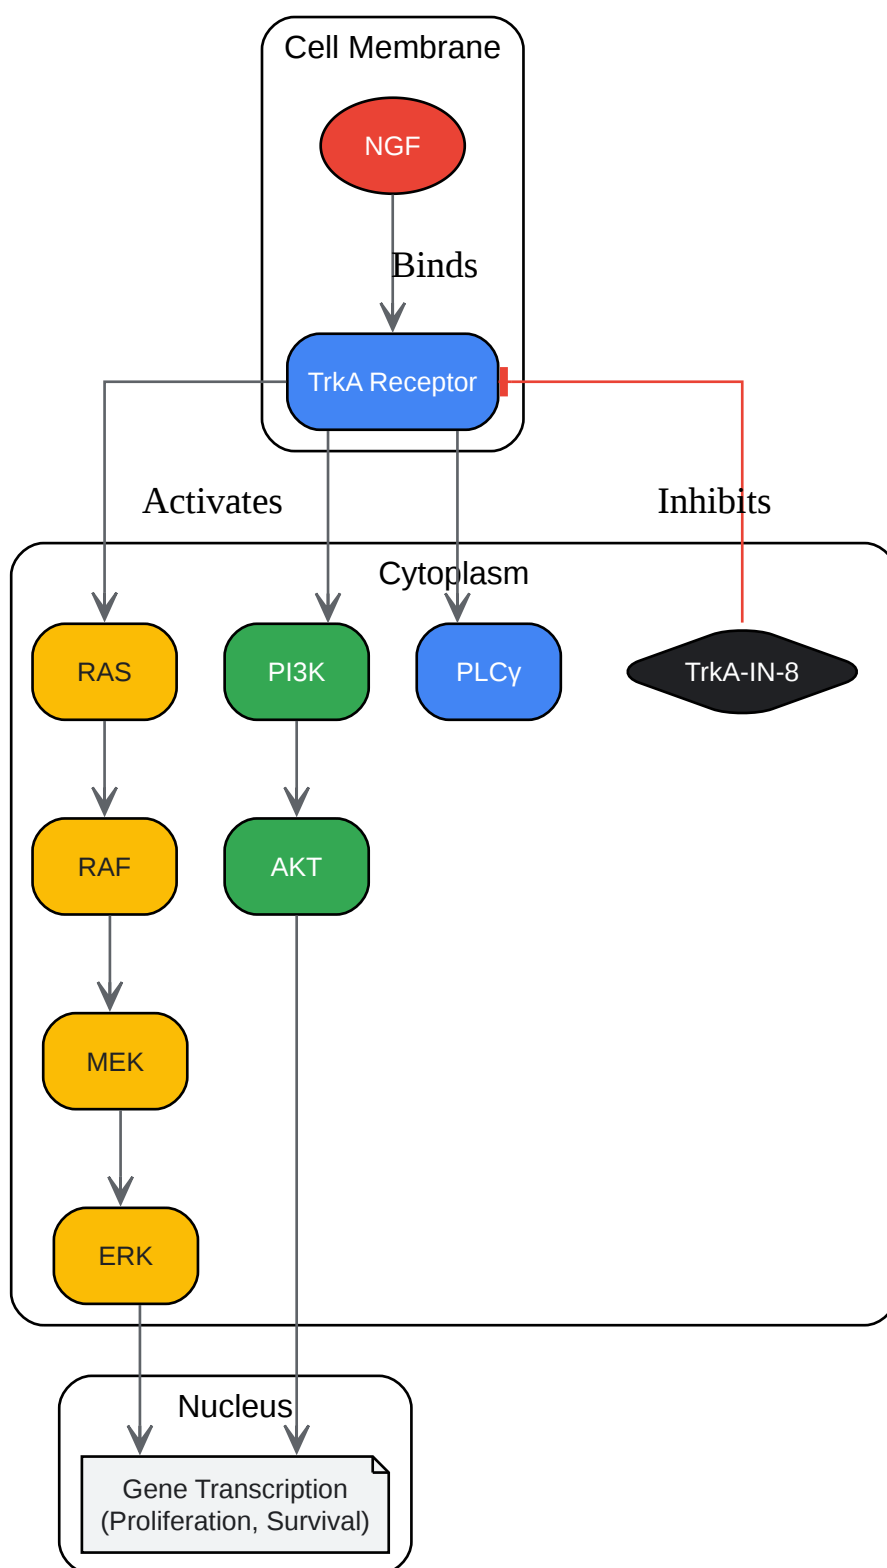 Cell Membrane
NGF
Binds
TrkA Receptor
Activates
Inhibits
Cytoplasm
RAS
PI3K
PLCγ
TrkA-IN-8
RAF
AKT
MEK
ERK
Nucleus
Gene Transcription
(Proliferation, Survival)